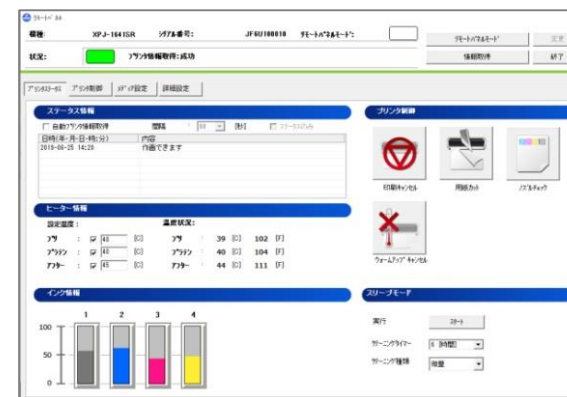 リモートパネル
機種: XPJ-1641SR シリアル番号: JF6U100010 リモートパネルモード: リモートパネルモード 変更
状況: プリンタ情報取得:成功 情報取得 終了
プリンタステータス プリンタ制御 メディア設定 詳細設定
ステータス情報 プリンタ制御
自動プリンタ情報取得 間隔 : 60 [秒] ステータスのみ
日時(年-月-日-時:分) 内容
2019-06-25 14:20 作画できます
印刷キャンセル 用紙カット ノズルチェック
ヒーター情報
設定温度: 温度状況:
プリ : 40 [C] プリ : 39 [C] 102 [F]
プラテン : 40 [C] プラテン : 40 [C] 104 [F]
アフター : 45 [C] アフター : 44 [C] 111 [F]
ウォームアップキャンセル
インク情報 スリープモード
1 2 3 4
100
50
0
実行 スタート
クリーニングタイマー 6 [時間]
クリーニング種類 微量